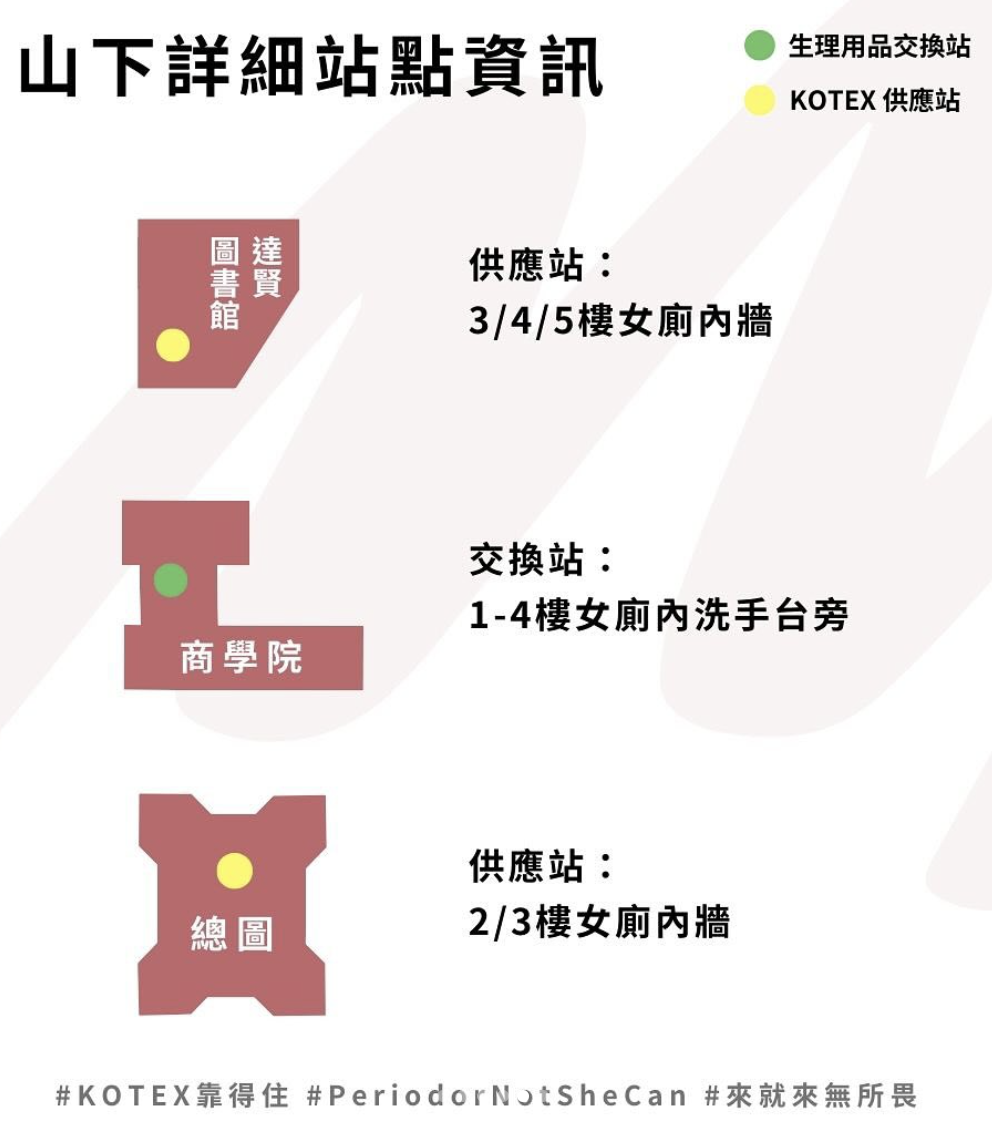 山下詳細站點資訊
生理用品交換站
KOTEX 供應站
達賢
圖書館
供應站：
3/4/5樓女廁內牆
商學院
交換站：
1-4樓女廁內洗手台旁
總圖
供應站：
2/3樓女廁內牆
#KOTEX靠得住 #PeriodorNotSheCan #來就來無所畏